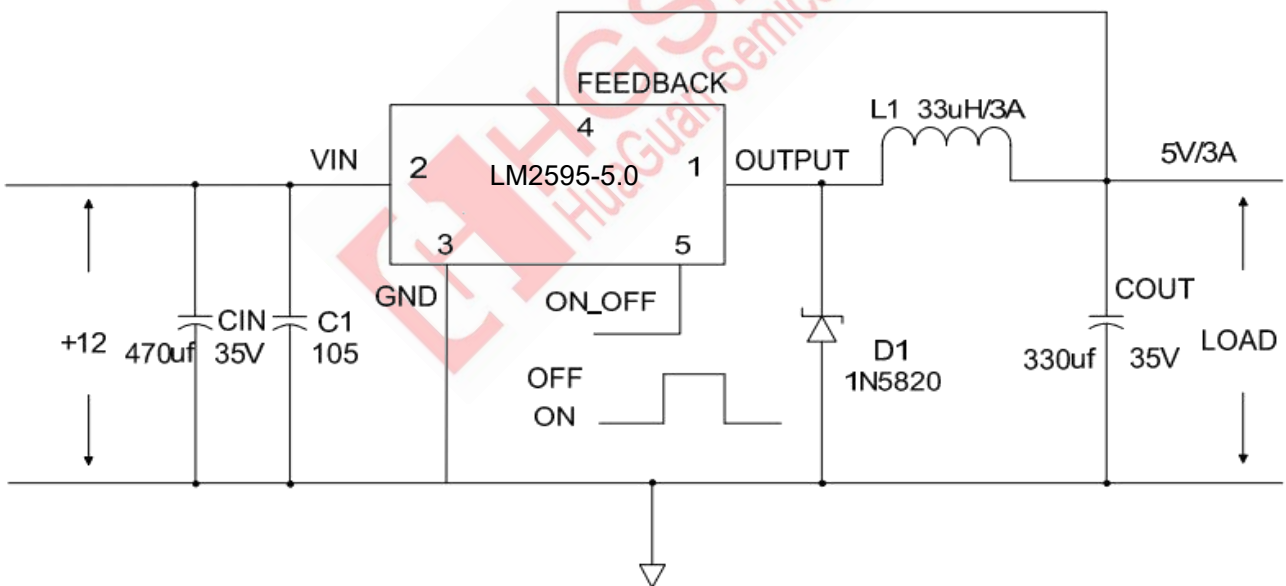 FEEDBACK
4
L1 33uH/3A
VIN
2
LM2595-5.0
1
OUTPUT
5V/3A
3
5
GND
ON_OFF
COUT
+12
CIN
C1
470uf
35V
105
D1
1N5820
330uf
35V
LOAD
OFF
ON
HuaGuan